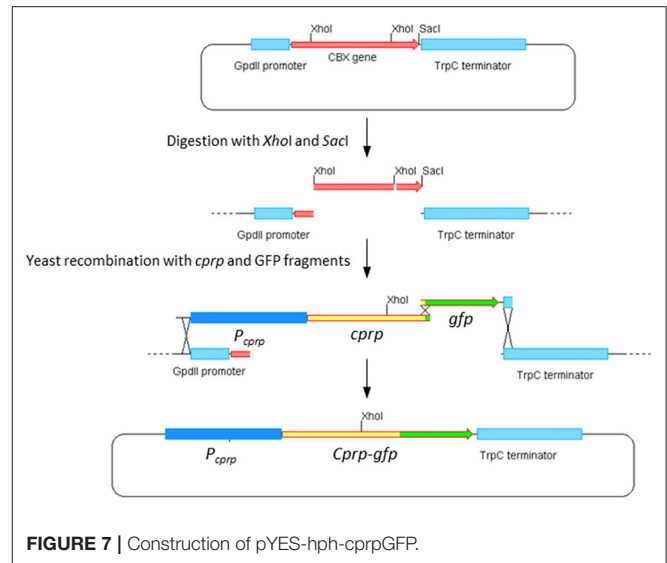 XhoI XhoI SacI
CBX gene
GpdII promoter TrpC terminator
Digestion with XhoI and SacI
XhoI XhoI SacI
GpdII promoter TrpC terminator
Yeast recombination with cprp and GFP fragments
XhoI
Pcprp cprp gfp
GpdII promoter TrpC terminator
XhoI
Pcprp Cprp-gfp TrpC terminator
FIGURE 7 | Construction of pYES-hph-cprpGFP.